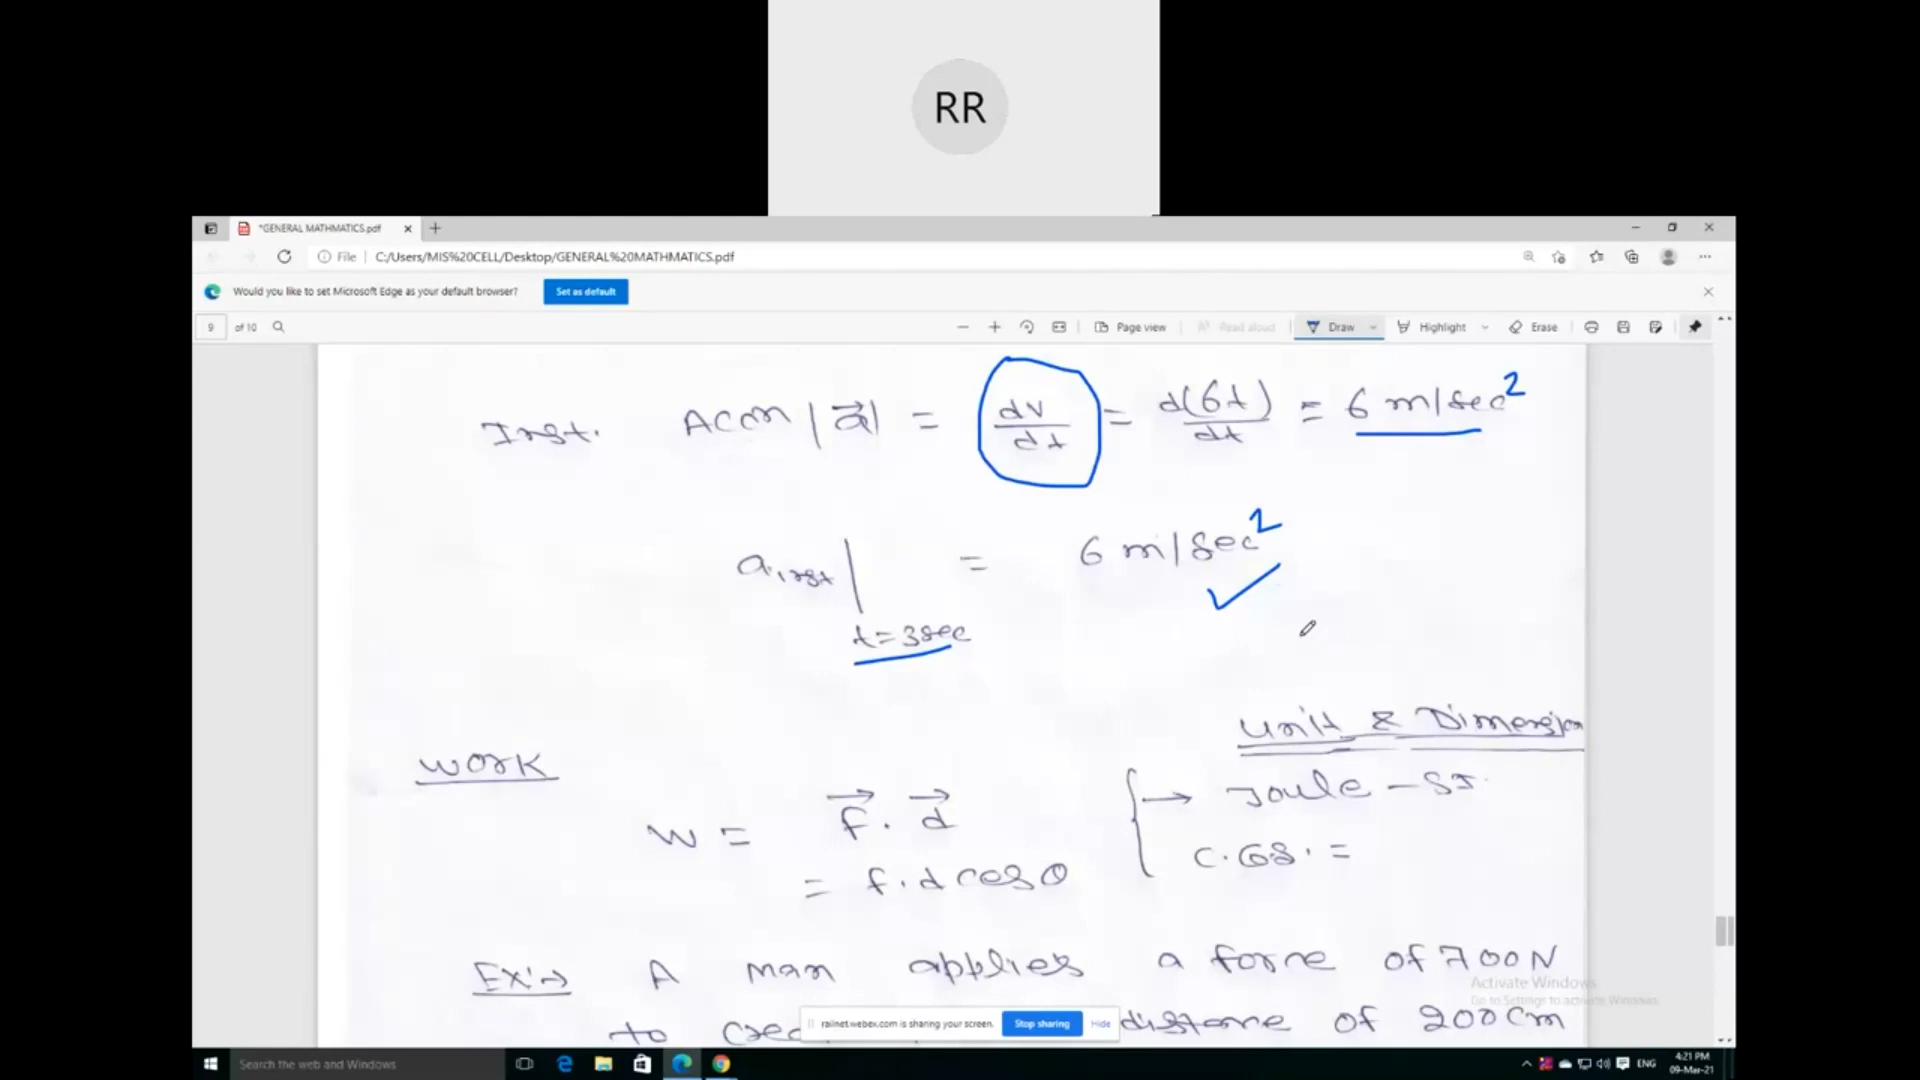 RR
*GENERAL MATHMATICS.pdf
File C:/Users/MIS%20CELL/Desktop/GENERAL%20MATHMATICS.pdf
Would you like to set Microsoft Edge as your default browser? Set as default
9 of 10 Page view Read aloud Draw Highlight Erase
Inst. Accn |a⃗| = dv/dt = d(6t)/dt = 6 m/sec²
a inst | t=3sec = 6 m/sec²
Unit & Dimension
Work
W = F⃗. d⃗
= F. d cosθ
→ Joule - SI.
C.G.S. =
Ex:→ A man applies a force of 700N
to distance of 200cm
Activate Windows
Go to Settings to activate Windows.
railnet.webex.com is sharing your screen. Stop sharing Hide
Search the web and Windows
ENG
4:21 PM
09-Mar-21